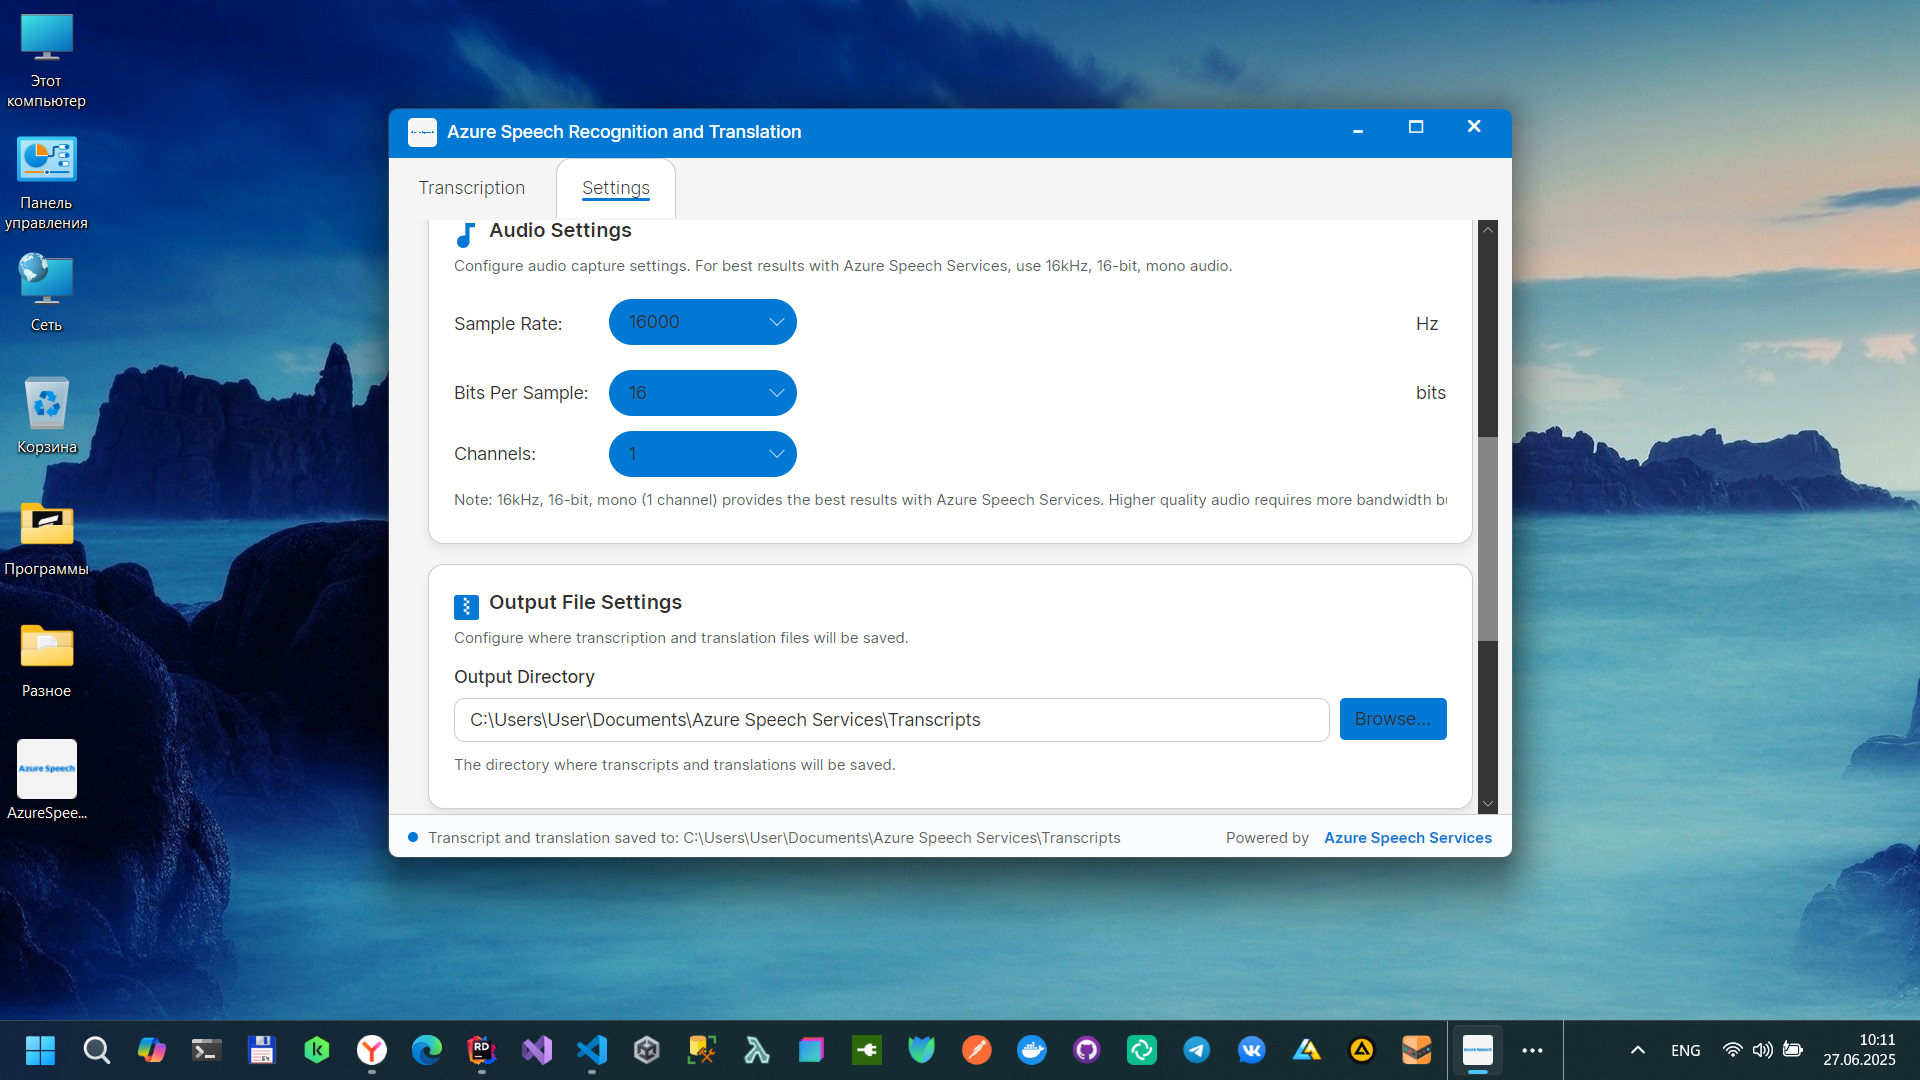 Этот
компьютер
Панель
управления
Сеть
Корзина
Программы
Разное
Azure Speech
AzureSpee...
Azure Speech Recognition and Translation
Transcription
Settings
Audio Settings
Configure audio capture settings. For best results with Azure Speech Services, use 16kHz, 16-bit, mono audio.
Sample Rate: 16000 Hz
Bits Per Sample: 16 bits
Channels: 1
Note: 16kHz, 16-bit, mono (1 channel) provides the best results with Azure Speech Services. Higher quality audio requires more bandwidth
Output File Settings
Configure where transcription and translation files will be saved.
Output Directory
C:\Users\User\Documents\Azure Speech Services\Transcripts Browse...
The directory where transcripts and translations will be saved.
Transcript and translation saved to: C:\Users\User\Documents\Azure Speech Services\Transcripts
Powered by Azure Speech Services
RD
ENG
10:11
27.06.2025